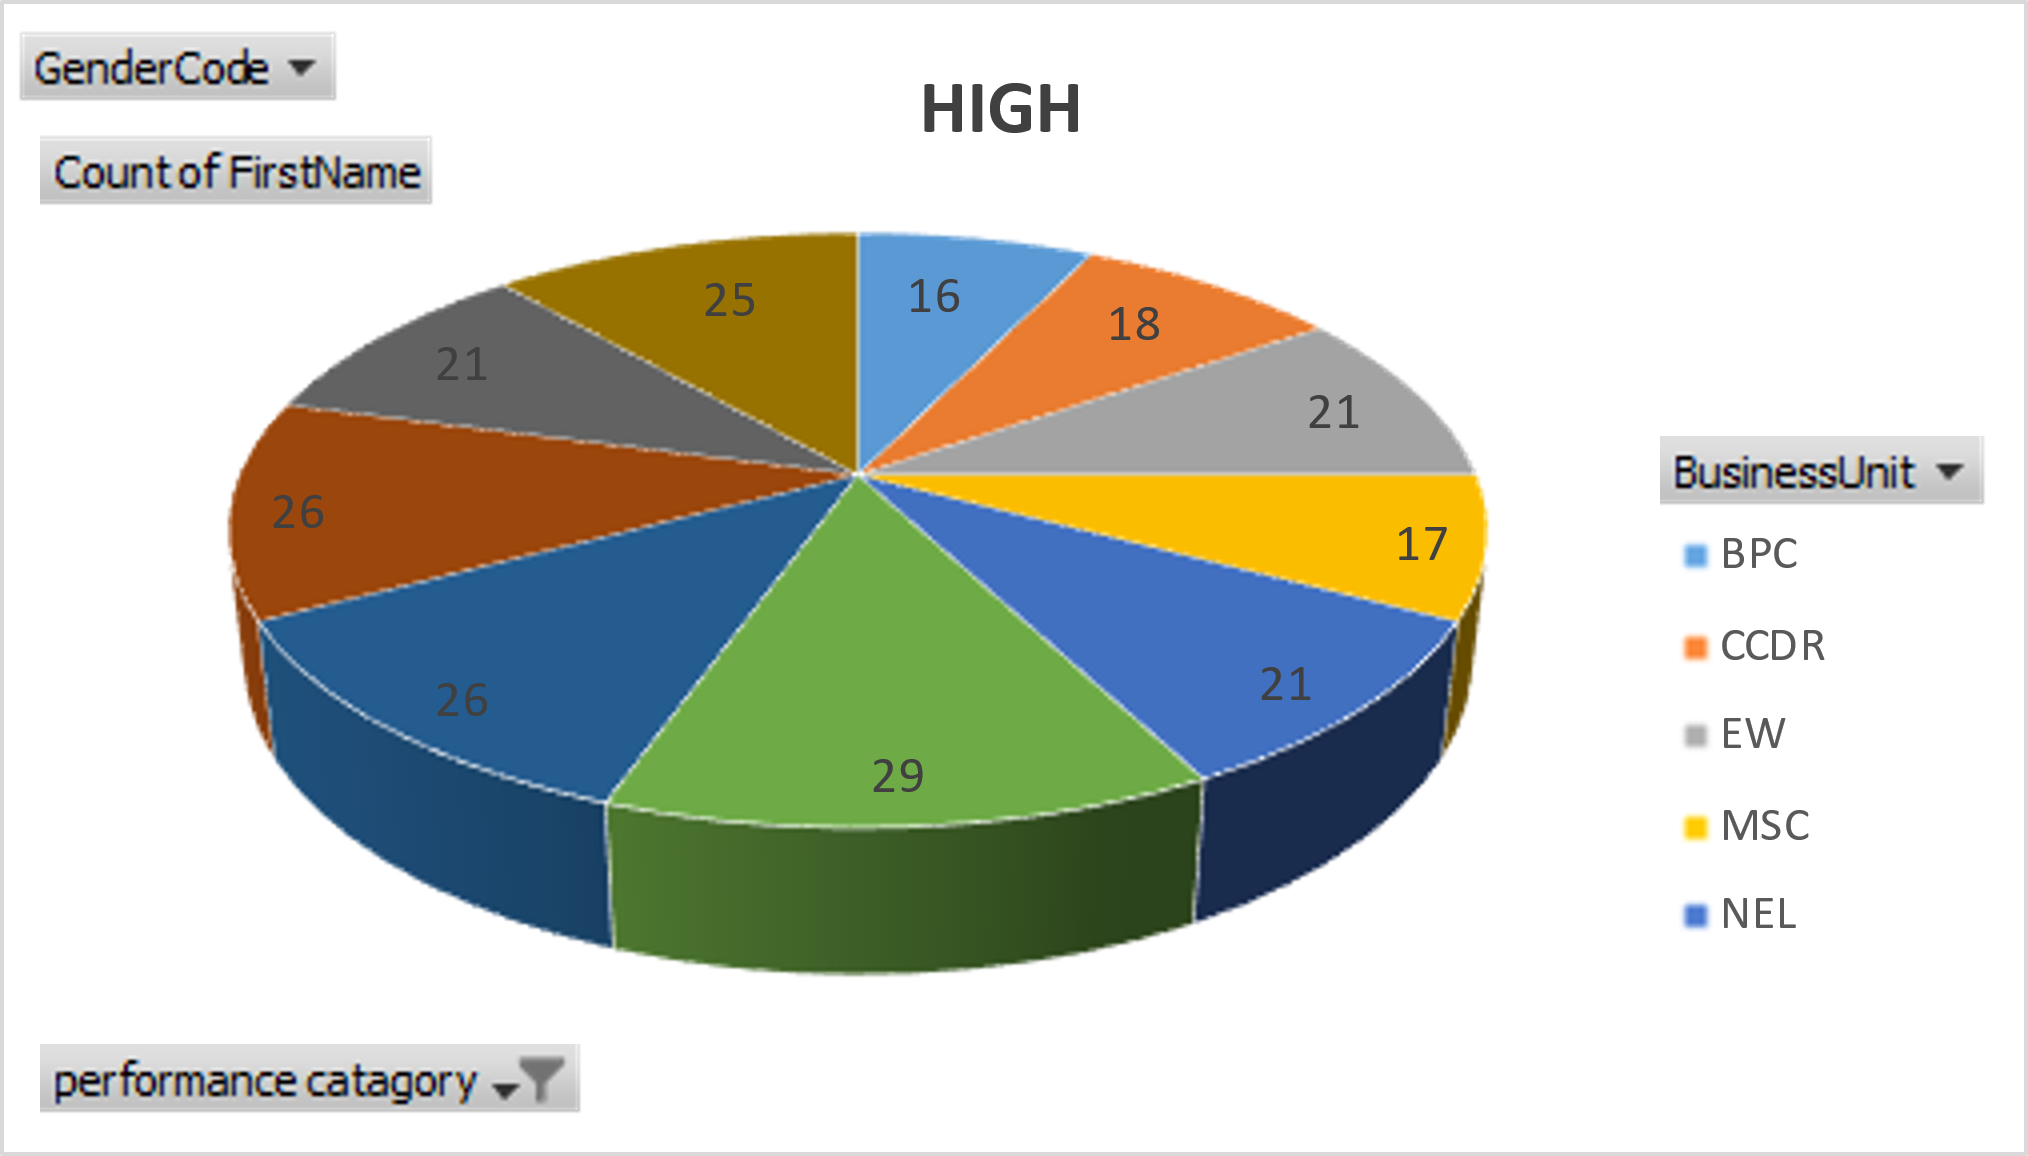 GenderCode
HIGH
Count of FirstName
25
16
18
21
21
26
17
26
21
29
BusinessUnit
BPC
CCDR
EW
MSC
NEL
performance catagory